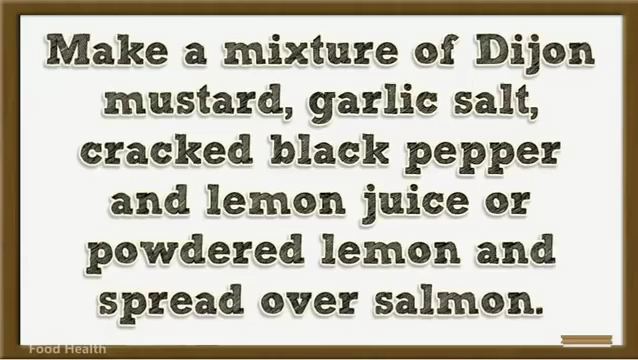 Make a mixture of Dijon
mustard, garlic salt,
cracked black pepper
and lemon juice or
powdered lemon and
spread over salmon.
Food Health